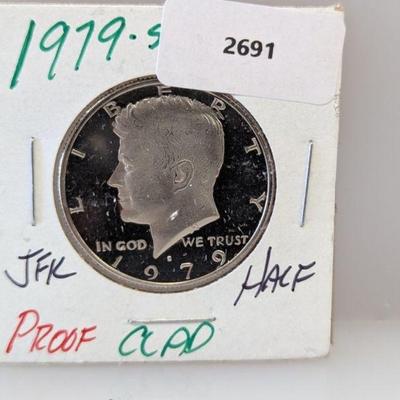 1979-S
2691
LIBERTY
IN GOD WE TRUST
1979
JFK HALF
PROOF CLAD